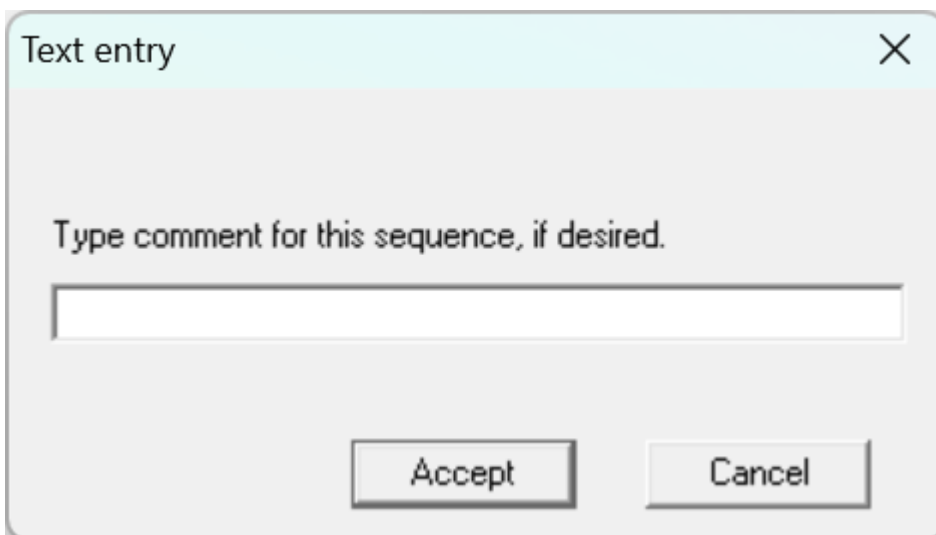 Text entry
Type comment for this sequence, if desired.
Accept
Cancel